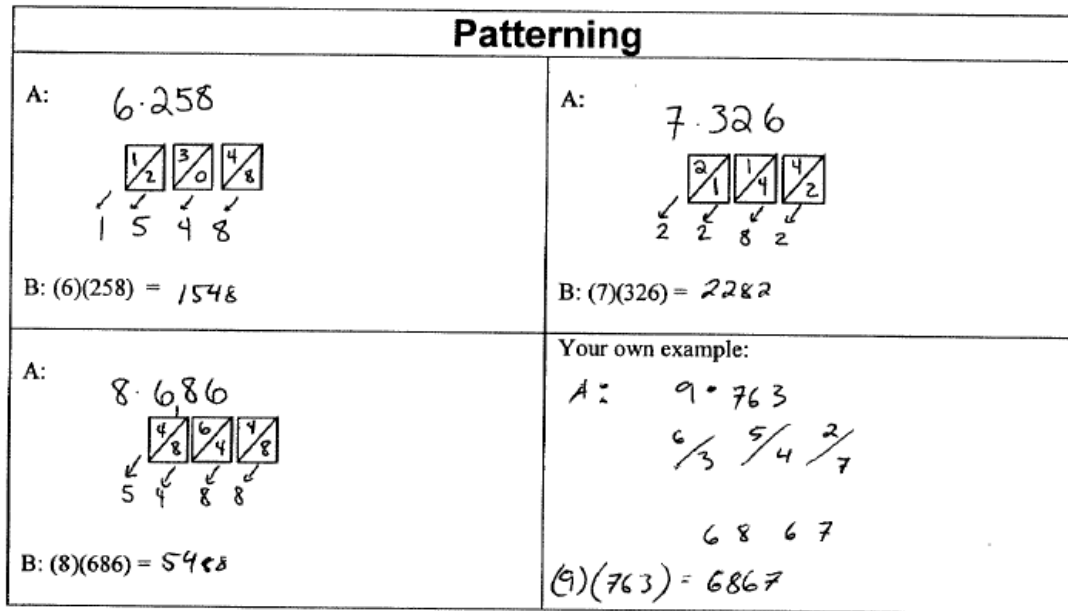 Patterning
A: 6·258
1/2 3/0 4/8
1 5 4 8
B: (6)(258) = 1548
A: 7·326
2/1 1/4 4/2
2 2 8 2
B: (7)(326) = 2282
A: 8·686
1
4/8 6/4 4/8
5 4 8 8
B: (8)(686) = 5488
Your own example:
A: 9·763
6/3 5/4 2/7
6 8 6 7
(9)(763) = 6867